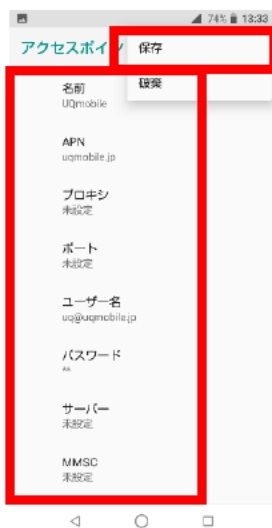 74% 13:33
アクセスポイン
保存
破棄
名前
UQmobile
APN
uqmobile.jp
プロキシ
未設定
ポート
未設定
ユーザー名
uq@uqmobile.jp
パスワード
**
サーバー
未設定
MMSC
未設定